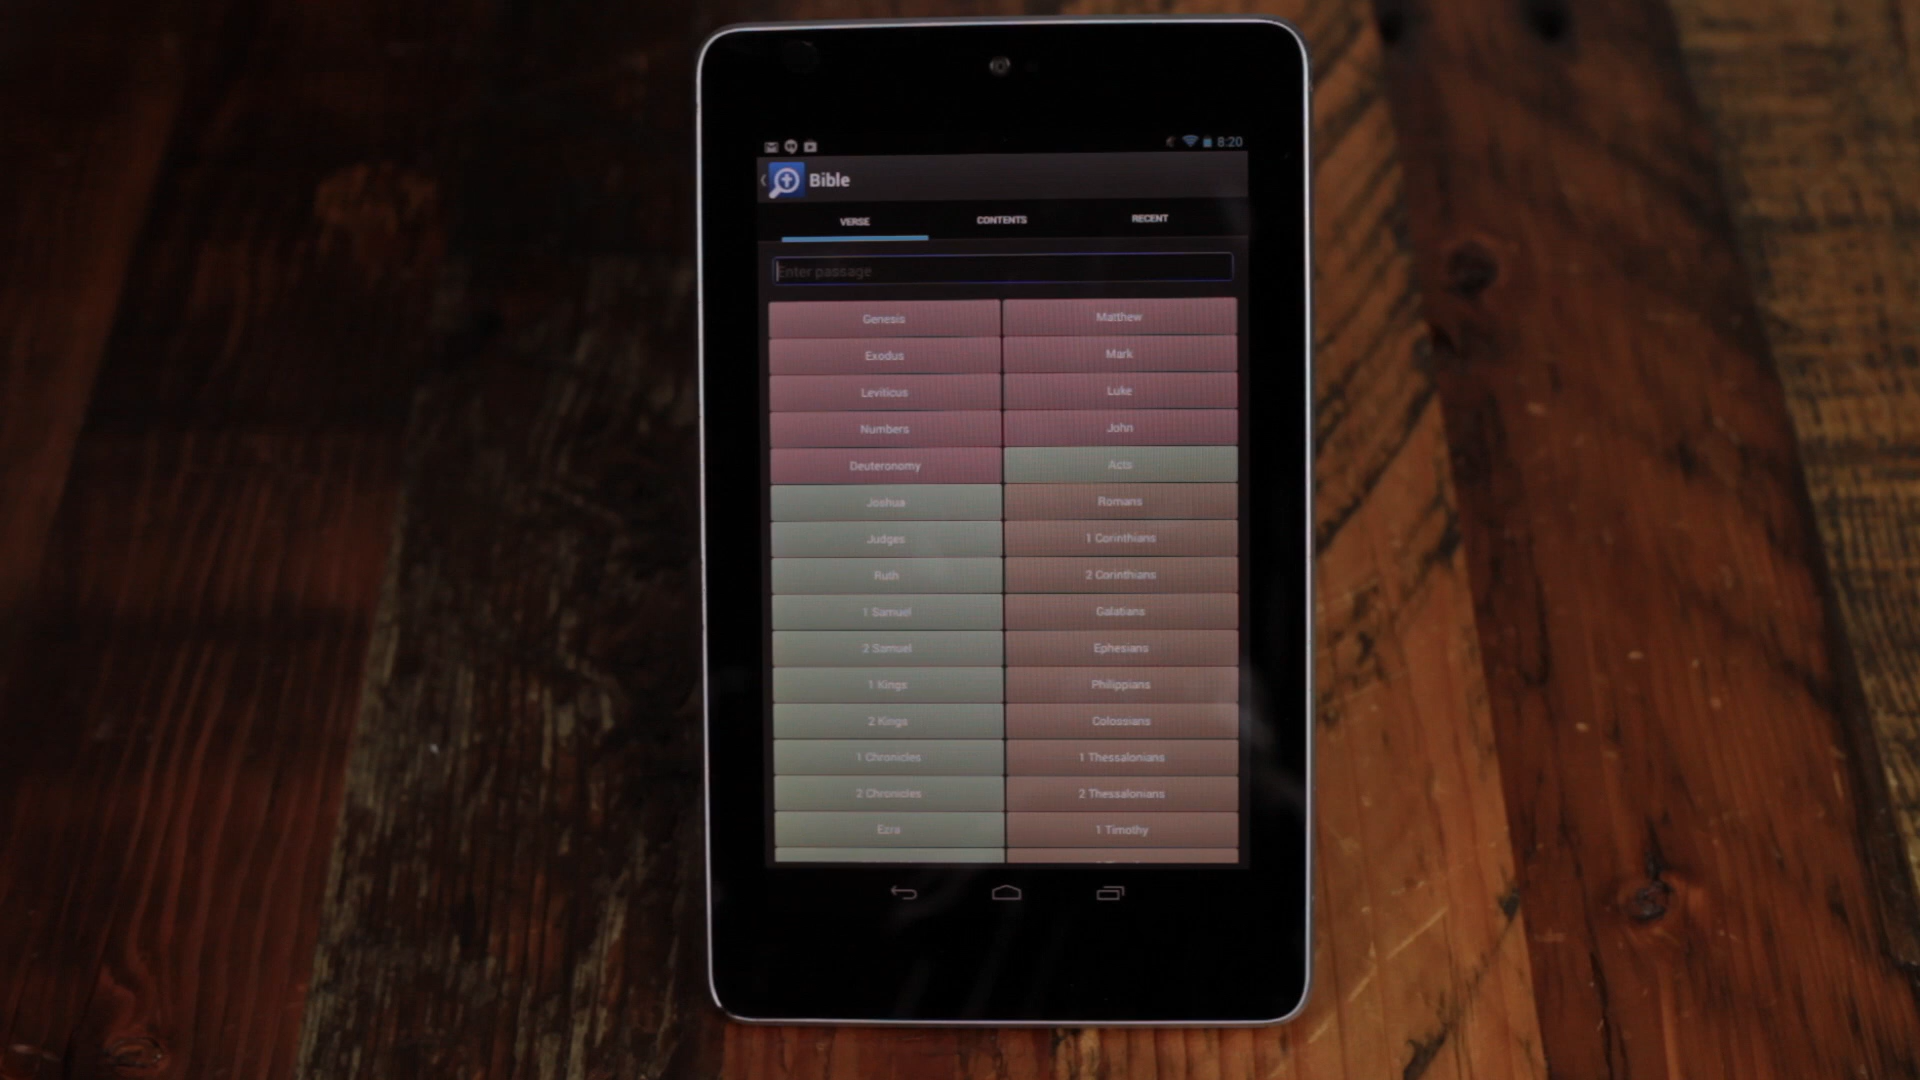 8:20
Bible
VERSE CONTENTS RECENT
Enter passage
Genesis Matthew
Exodus Mark
Leviticus Luke
Numbers John
Deuteronomy Acts
Joshua Romans
Judges 1 Corinthians
Ruth 2 Corinthians
1 Samuel Galatians
2 Samuel Ephesians
1 Kings Philippians
2 Kings Colossians
1 Chronicles 1 Thessalonians
2 Chronicles 2 Thessalonians
Ezra 1 Timothy